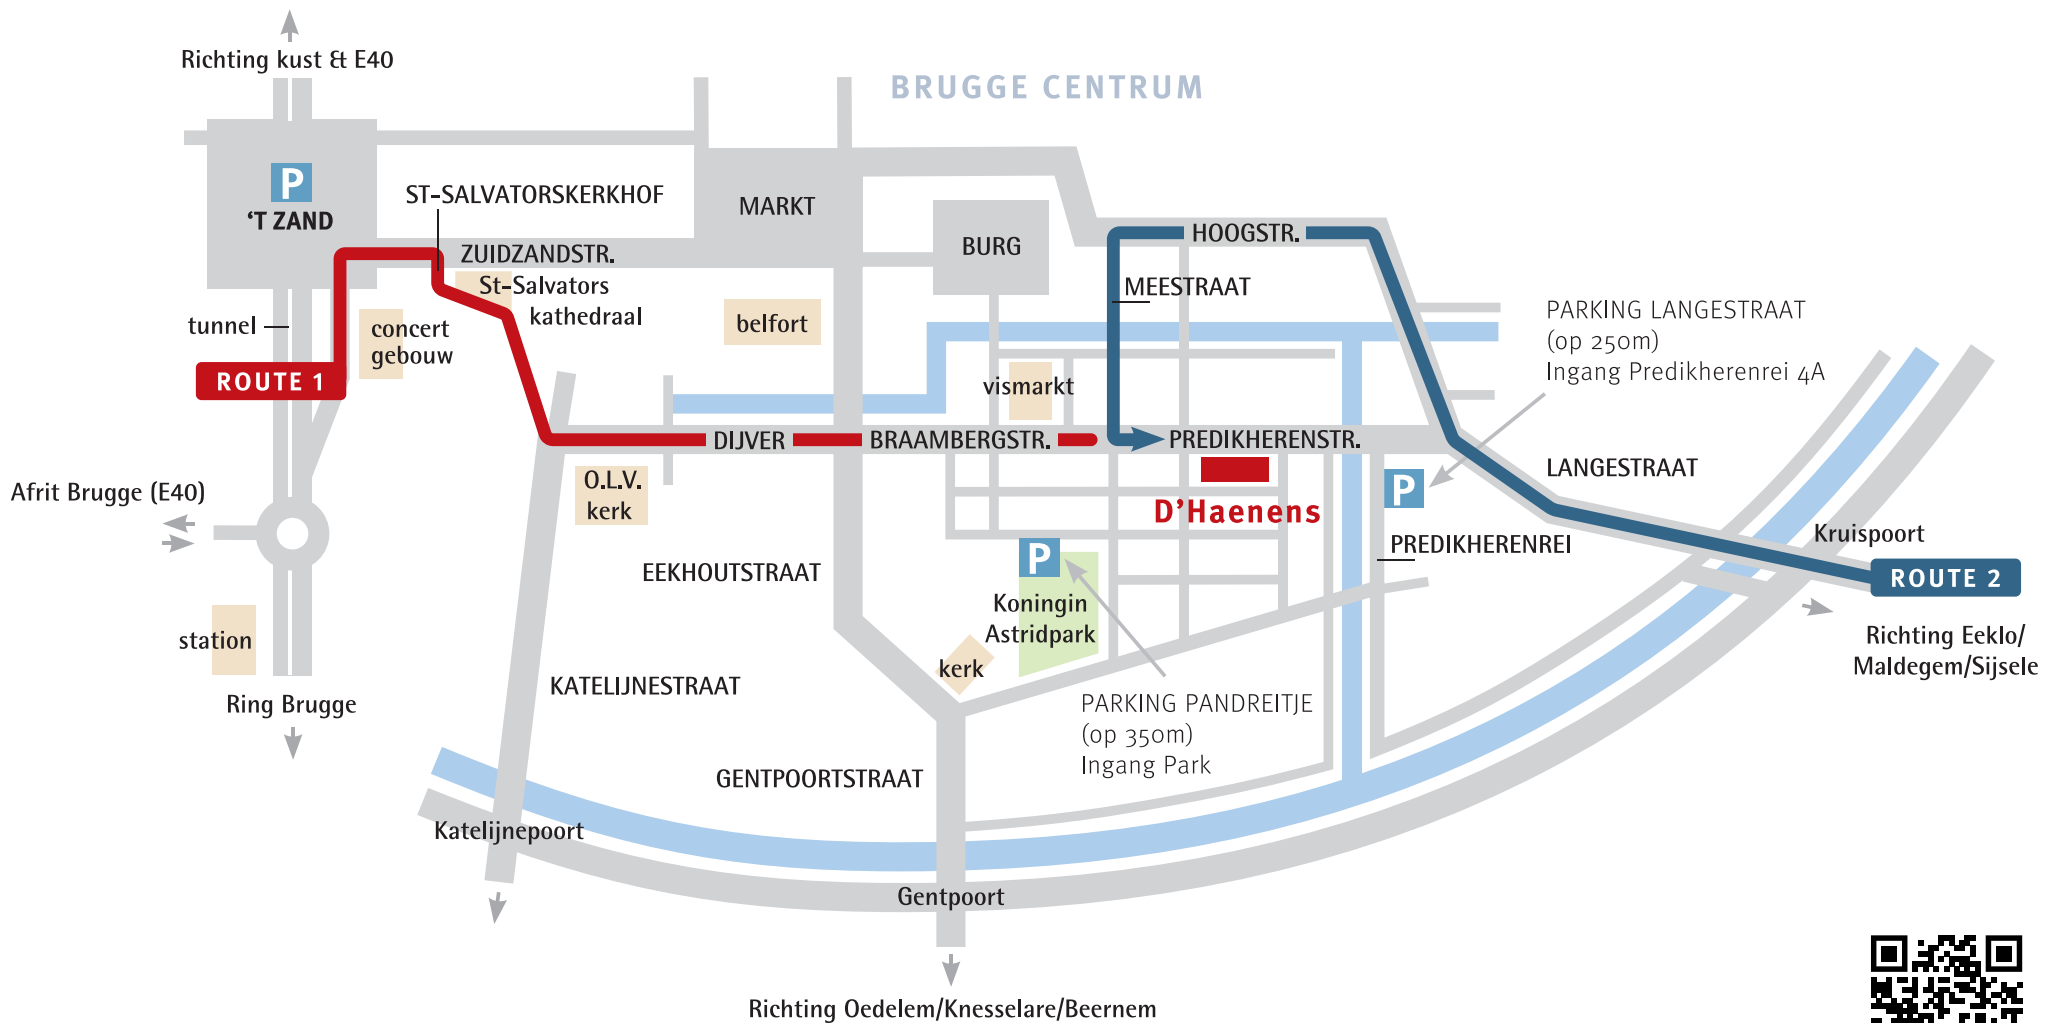 Richting kust & E40
BRUGGE CENTRUM
P
‘T ZAND
ST-SALVATORSKERKHOF
MARKT
ZUIDZANDSTR.
BURG
HOOGSTR.
St-Salvators
kathedraal
MEESTRAAT
tunnel
concert
gebouw
belfort
PARKING LANGESTRAAT
(op 250m)
Ingang Predikherenrei 4A
ROUTE 1
vismarkt
DIJVER
BRAAMBERGSTR.
PREDIKHERENSTR.
LANGESTRAAT
Afrit Brugge (E40)
O.L.V.
kerk
P
D’Haenens
Kruispoort
PREDIKHERENREI
P
EEKHOUTSTRAAT
ROUTE 2
Koningin
Astridpark
station
kerk
Richting Eeklo/
Maldegem/Sijsele
KATELIJNESTRAAT
Ring Brugge
PARKING PANDREITJE
(op 350m)
Ingang Park
GENTPOORTSTRAAT
Katelijnepoort
Gentpoort
Richting Oedelem/Knesselare/Beernem